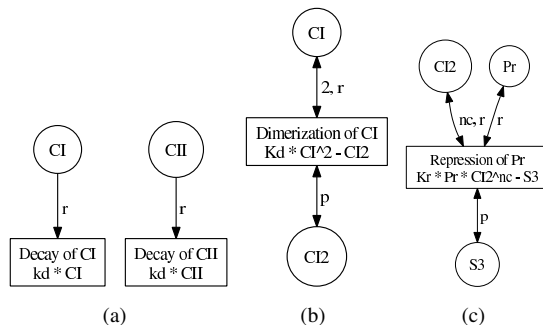 CI
r
Decay of CI
kd * CI
CII
r
Decay of CII
kd * CII
(a)
CI
2, r
Dimerization of CI
Kd * CI^2 - CI2
p
CI2
(b)
CI2
Pr
nc, r
r
Repression of Pr
Kr * Pr * CI2^nc - S3
p
S3
(c)